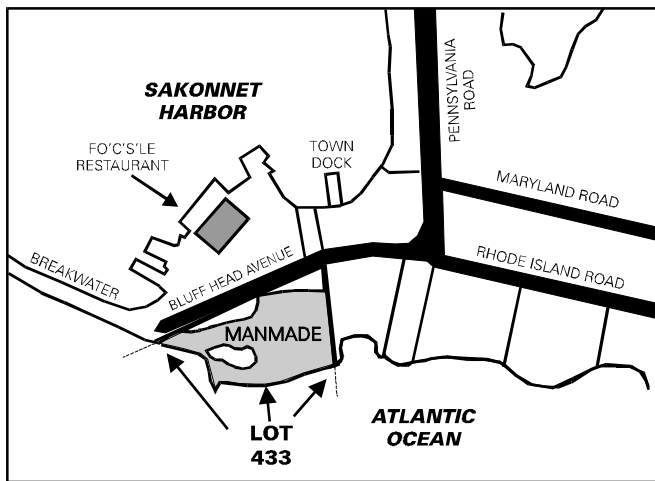 SAKONNET
HARBOR
PENNSYLVANIA
ROAD
FO'C'S'LE
RESTAURANT
TOWN
DOCK
MARYLAND ROAD
BREAKWATER
BLUFF HEAD AVENUE
RHODE ISLAND ROAD
MANMADE
LOT
433
ATLANTIC
OCEAN